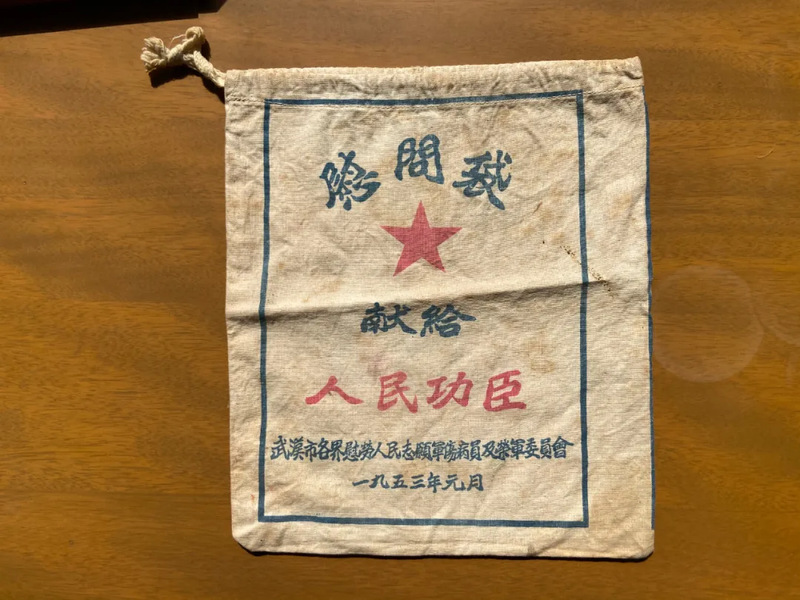 慰問袋
献給
人民功臣
武漢市各界慰勞人民志願軍傷病員及榮軍委員會
一九五三年元月